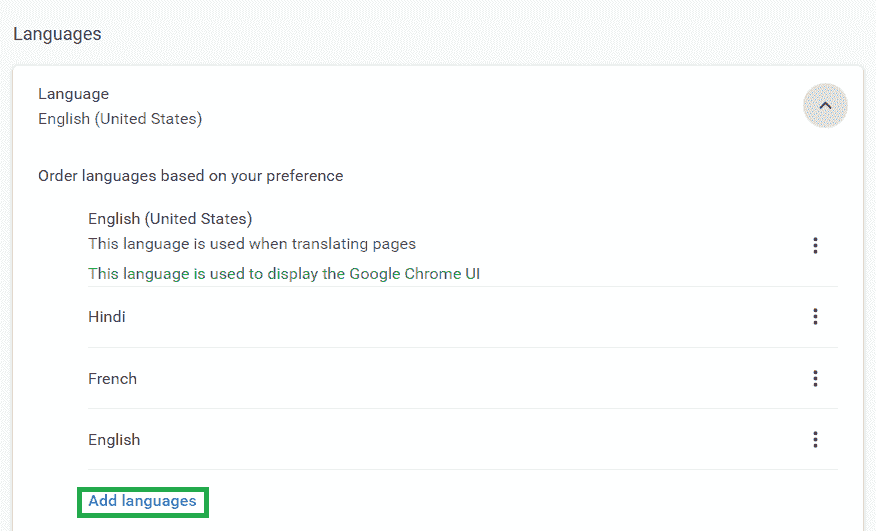 Languages
Language
English (United States)
Order languages based on your preference
English (United States)
This language is used when translating pages
This language is used to display the Google Chrome UI
Hindi
French
English
Add languages